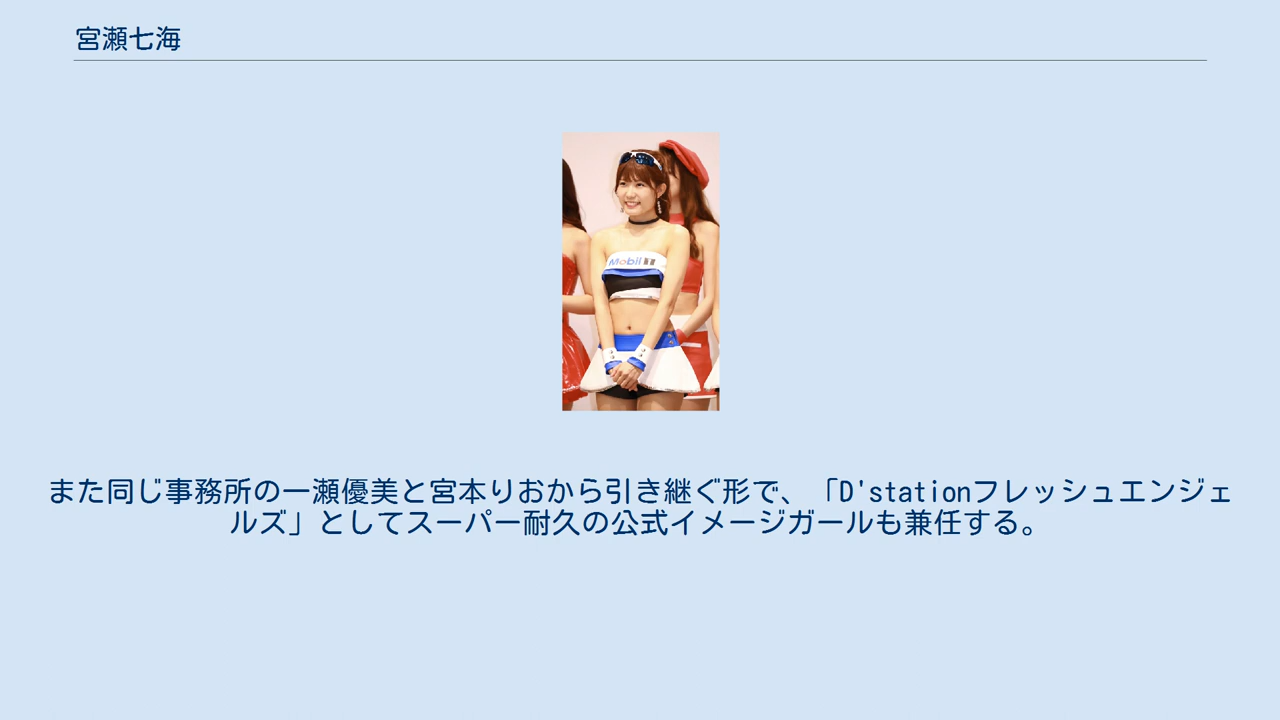 宮瀬七海
Mobil 1
また同じ事務所の一瀬優美と宮本りおから引き継ぐ形で、「D'stationフレッシュエンジェ
ルズ」としてスーパー耐久の公式イメージガールも兼任する。